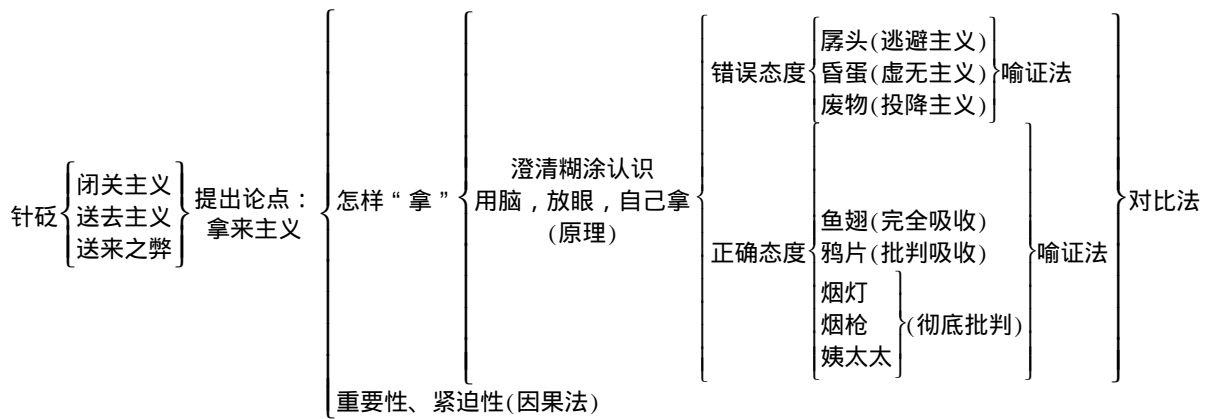 针砭
闭关主义
送去主义
送来之弊
提出论点：
拿来主义
怎样“拿”
澄清糊涂认识
用脑，放眼，自己拿
(原理)
错误态度
孱头(逃避主义)
昏蛋(虚无主义)
废物(投降主义)
喻证法
正确态度
鱼翅(完全吸收)
鸦片(批判吸收)
烟灯
烟枪
姨太太
(彻底批判)
喻证法
对比法
重要性、紧迫性(因果法)